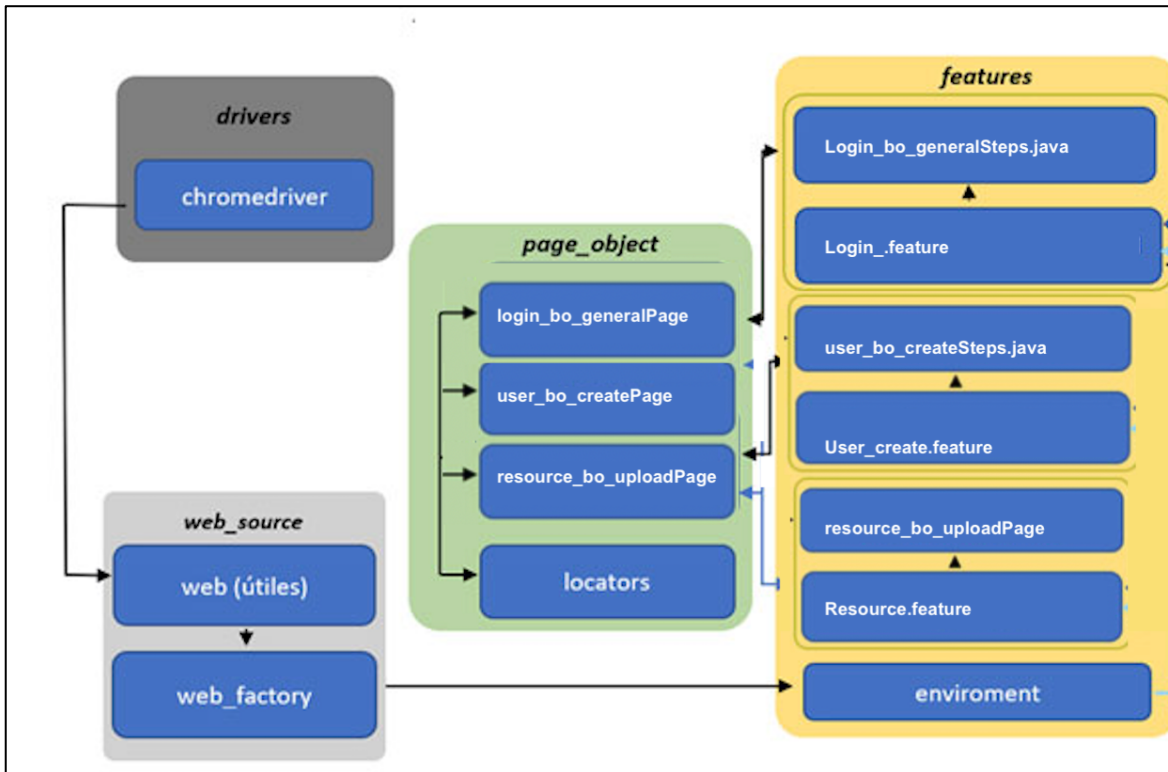 drivers
chromedriver
web_source
web (útiles)
web_factory
page_object
login_bo_generalPage
user_bo_createPage
resource_bo_uploadPage
locators
features
Login_bo_generalSteps.java
Login_.feature
user_bo_createSteps.java
User_create.feature
resource_bo_uploadPage
Resource.feature
enviroment